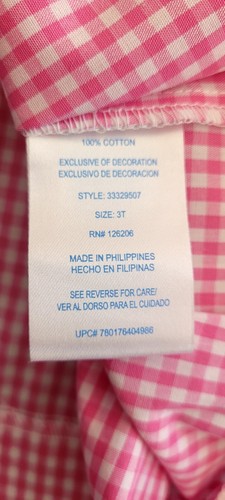 100% COTTON
EXCLUSIVE OF DECORATION
EXCLUSIVO DE DECORACION
STYLE: 33329507
SIZE: 3T
RN# 126206
MADE IN PHILIPPINES
HECHO EN FILIPINAS
SEE REVERSE FOR CARE/
VER AL DORSO PARA EL CUIDADO
UPC# 780176404986